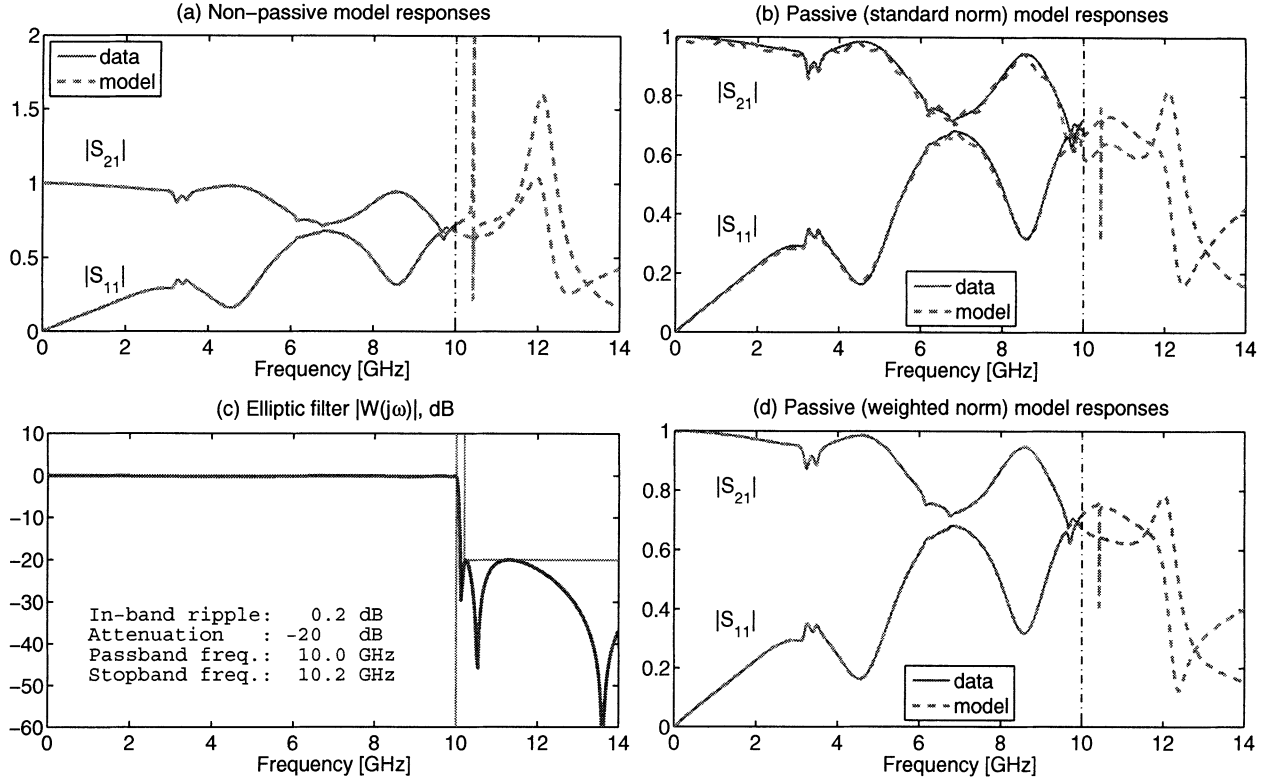 (a) Non–passive model responses
2
1.5
1
0.5
0
data
model
|S21|
|S11|
0 2 4 6 8 10 12 14
Frequency [GHz]
(b) Passive (standard norm) model responses
1
0.8
0.6
0.4
0.2
0
|S21|
|S11|
data
model
0 2 4 6 8 10 12 14
Frequency [GHz]
(c) Elliptic filter |W(jω)|, dB
10
0
−10
−20
−30
−40
−50
−60
In-band ripple: 0.2 dB
Attenuation : -20 dB
Passband freq.: 10.0 GHz
Stopband freq.: 10.2 GHz
0 2 4 6 8 10 12 14
Frequency [GHz]
(d) Passive (weighted norm) model responses
1
0.8
0.6
0.4
0.2
0
|S21|
|S11|
data
model
0 2 4 6 8 10 12 14
Frequency [GHz]